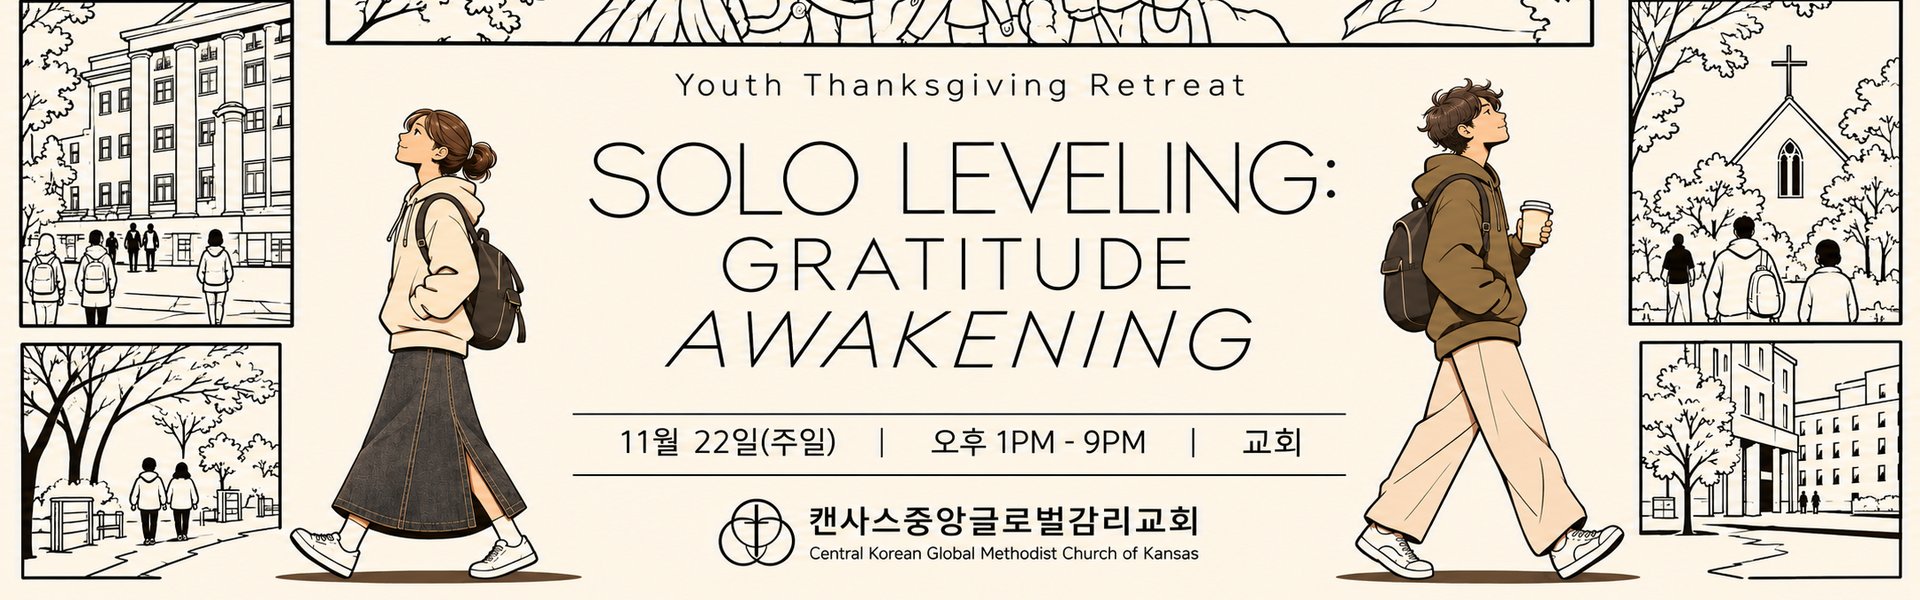 Youth Thanksgiving Retreat
SOLO LEVELING:
GRATITUDE
AWAKENING
11월 22일(주일) | 오후 1PM - 9PM | 교회
캔사스중앙글로벌감리교회
Central Korean Global Methodist Church of Kansas